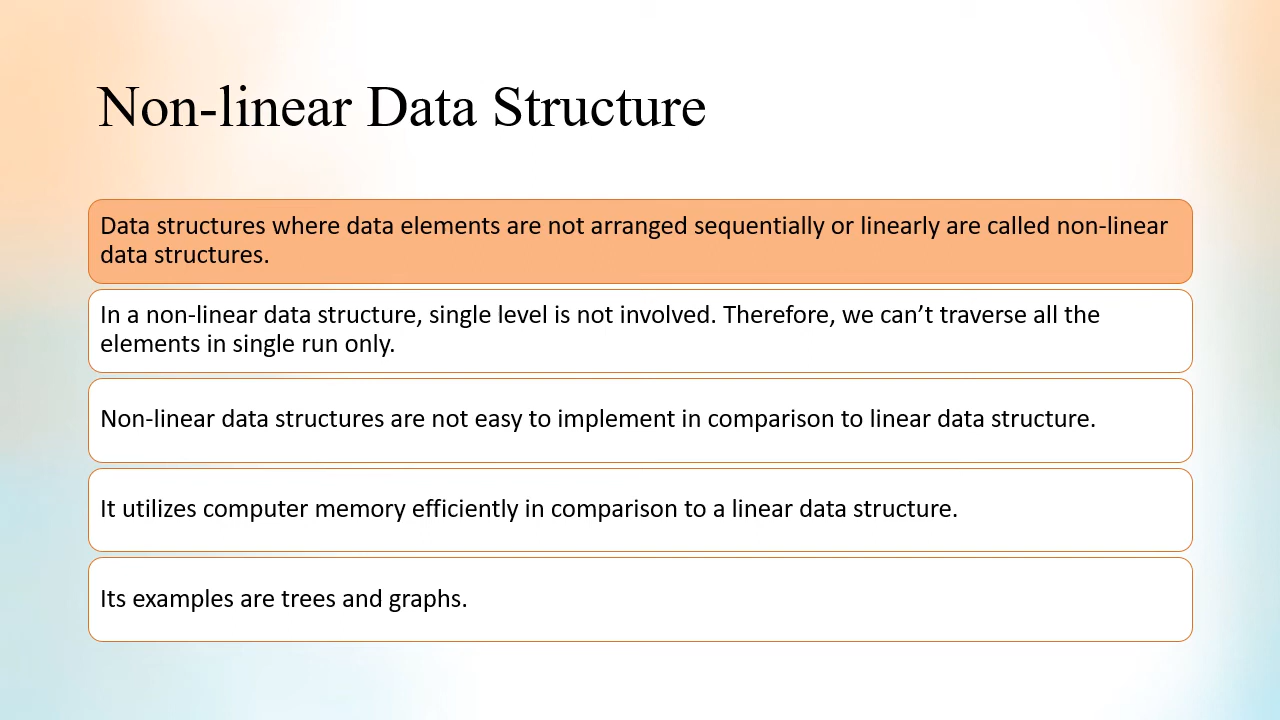 Non-linear Data Structure
Data structures where data elements are not arranged sequentially or linearly are called non-linear
data structures.
In a non-linear data structure, single level is not involved. Therefore, we can’t traverse all the
elements in single run only.
Non-linear data structures are not easy to implement in comparison to linear data structure.
It utilizes computer memory efficiently in comparison to a linear data structure.
Its examples are trees and graphs.